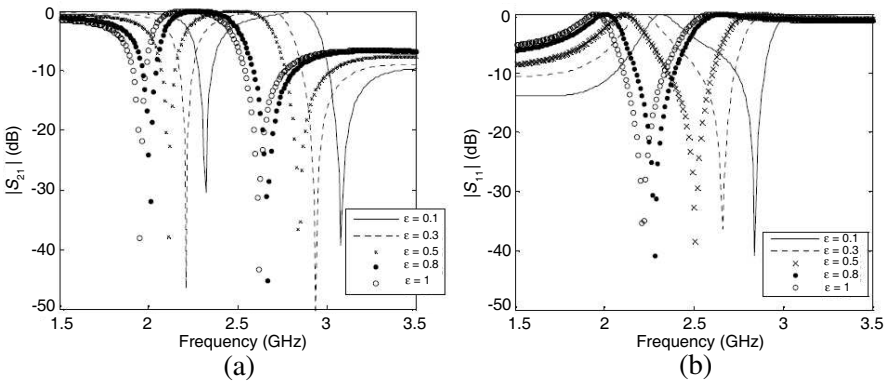 0
-10
-20
-30
-40
-50
|S21| (dB)
1.5 2 2.5 3 3.5
Frequency (GHz)
ε = 0.1
ε = 0.3
ε = 0.5
ε = 0.8
ε = 1
(a)
0
-10
-20
-30
-40
-50
|S11| (dB)
1.5 2 2.5 3 3.5
Frequency (GHz)
ε = 0.1
ε = 0.3
ε = 0.5
ε = 0.8
ε = 1
(b)